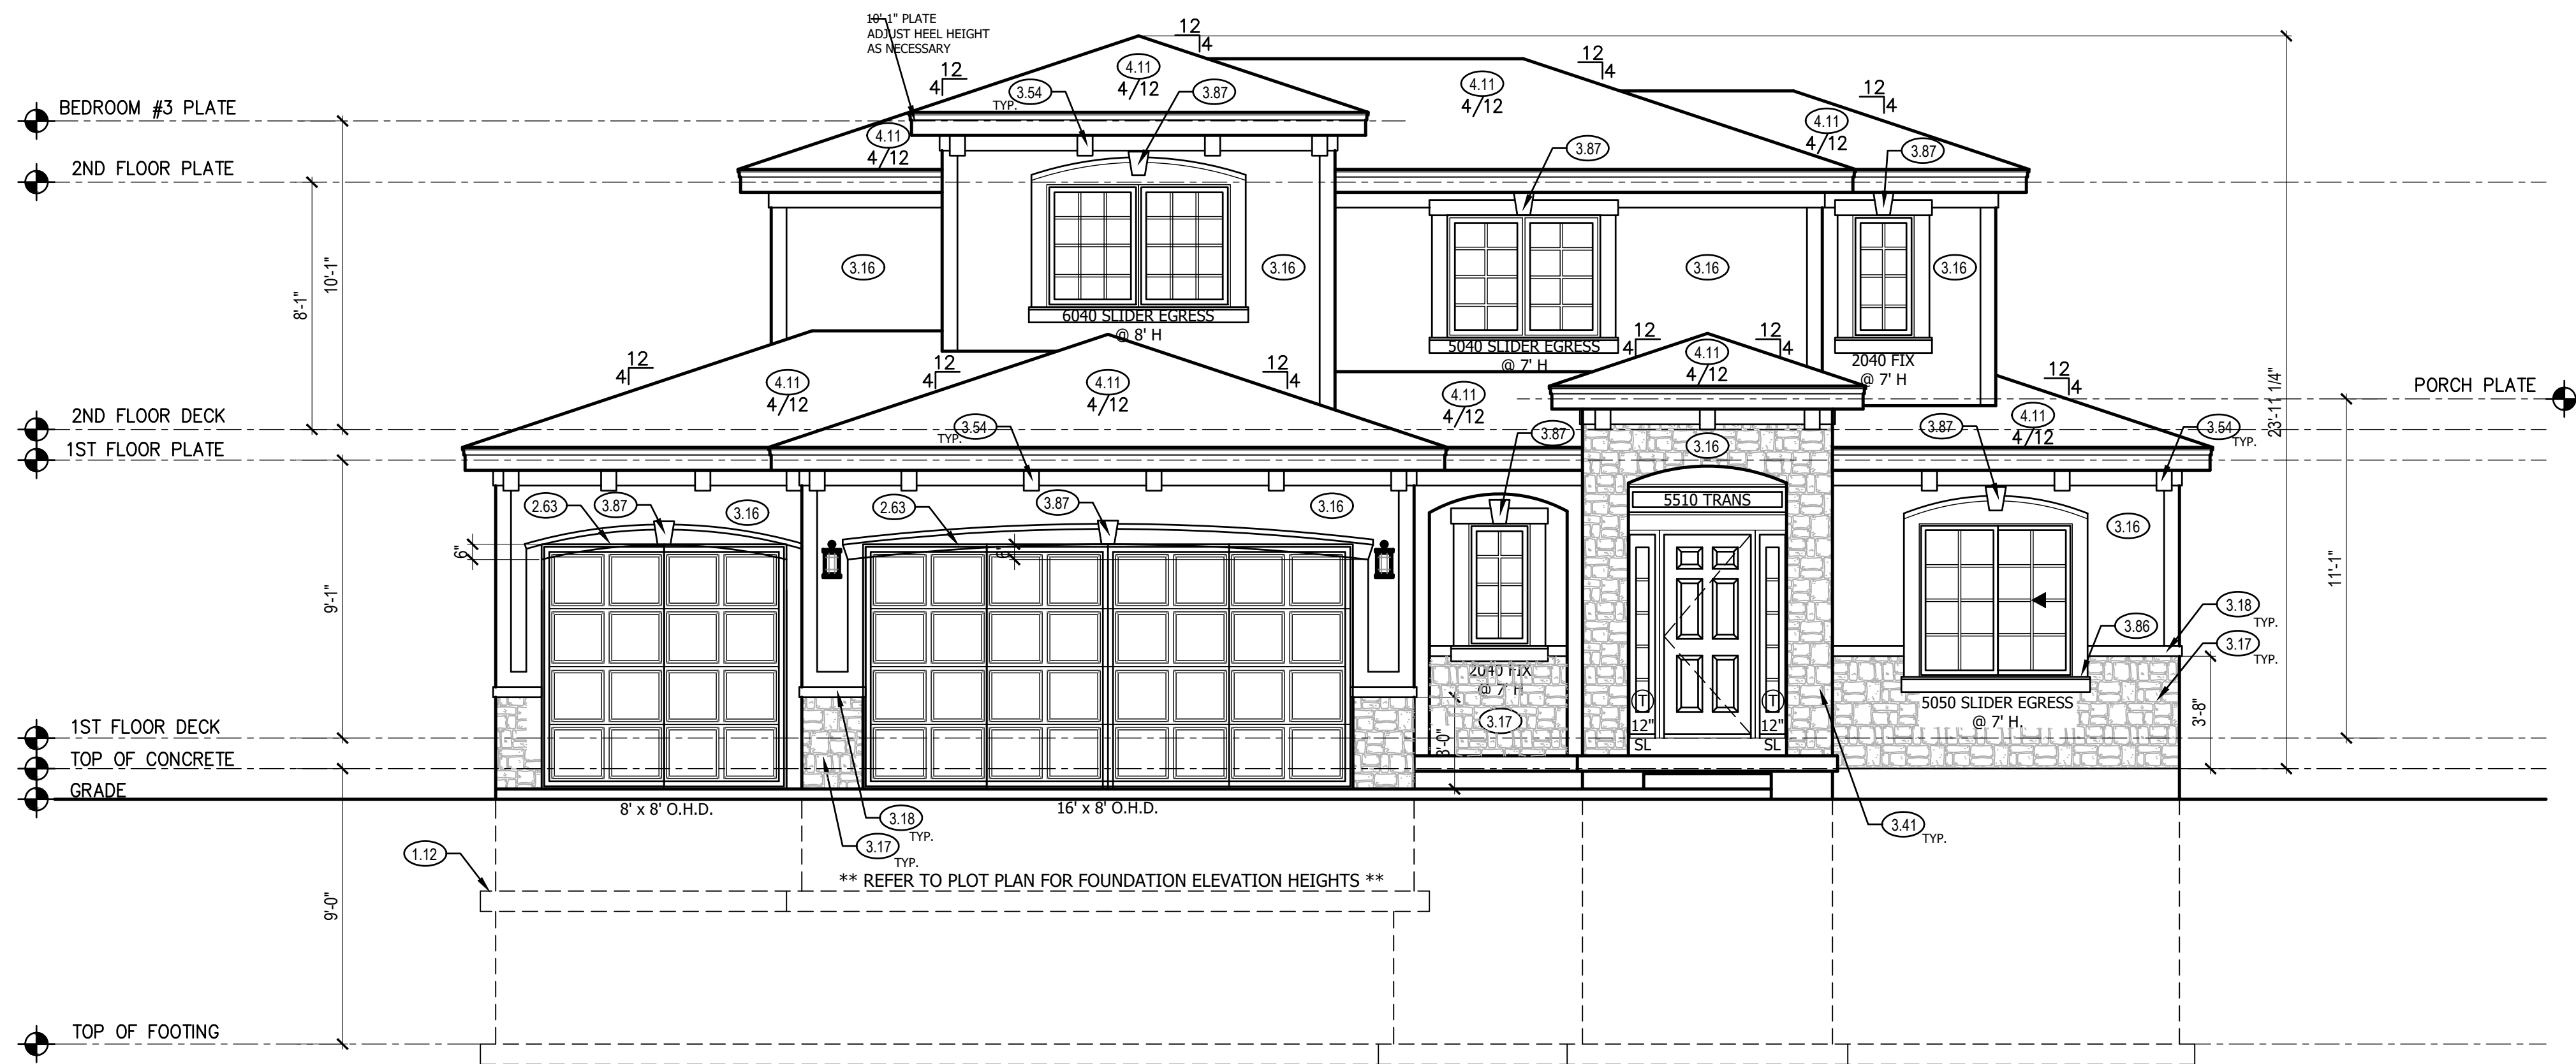 10'-1" PLATE
ADJUST HEEL HEIGHT
AS NECESSARY
12
4
12
4
4.11
4/12
3.54
TYP.
3.87
4.11
4/12
12
4
12
4
4.11
4/12
4.11
4/12
BEDROOM #3 PLATE
2ND FLOOR PLATE
3.87
3.87
10'-1"
8'-1"
3.16
3.16
3.16
3.16
6040 SLIDER EGRESS
@ 8' H
5040 SLIDER EGRESS
@ 7' H
2040 FIX
@ 7' H
12
4
12
4
12
4
12
4
12
4
12
4
4.11
4/12
4.11
4/12
4.11
4/12
4.11
4/12
4.11
4/12
23'-11 1/4"
PORCH PLATE
2ND FLOOR DECK
1ST FLOOR PLATE
3.54
TYP.
3.87
3.16
3.87
3.54
TYP.
2.63
3.87
3.16
2.63
3.87
3.16
5510 TRANS
3.16
6"
6"
9'-1"
11'-1"
3.18
TYP.
3.86
3.17
TYP.
2040 FIX
@ 7' H
3.17
T
12"
SL
T
12"
SL
5050 SLIDER EGRESS
@ 7' H.
3'-8"
3'-0"
1ST FLOOR DECK
TOP OF CONCRETE
GRADE
8' x 8' O.H.D.
16' x 8' O.H.D.
3.18
TYP.
3.17
TYP.
3.41
TYP.
1.12
** REFER TO PLOT PLAN FOR FOUNDATION ELEVATION HEIGHTS **
9'-0"
TOP OF FOOTING